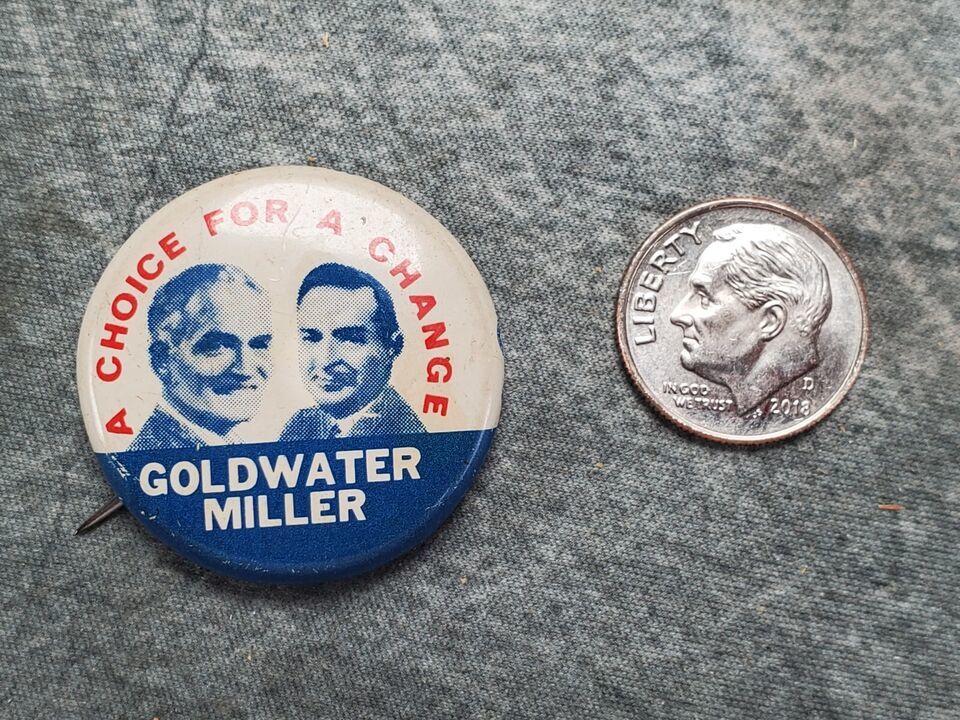 A CHOICE FOR A CHANGE
GOLDWATER
MILLER
LIBERTY
IN GOD
WE TRUST
D
2018